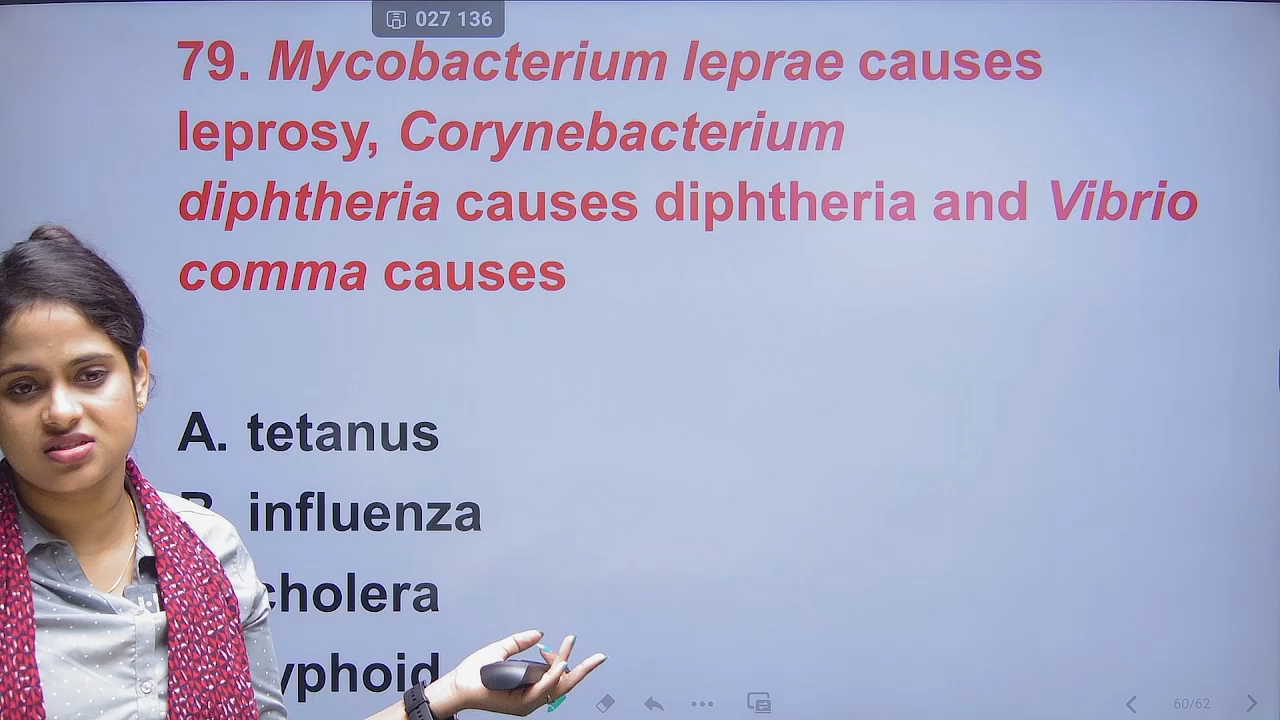 027 136
79. Mycobacterium leprae causes
leprosy, Corynebacterium
diphtheria causes diphtheria and Vibrio
comma causes
A. tetanus
influenza
cholera
60/62